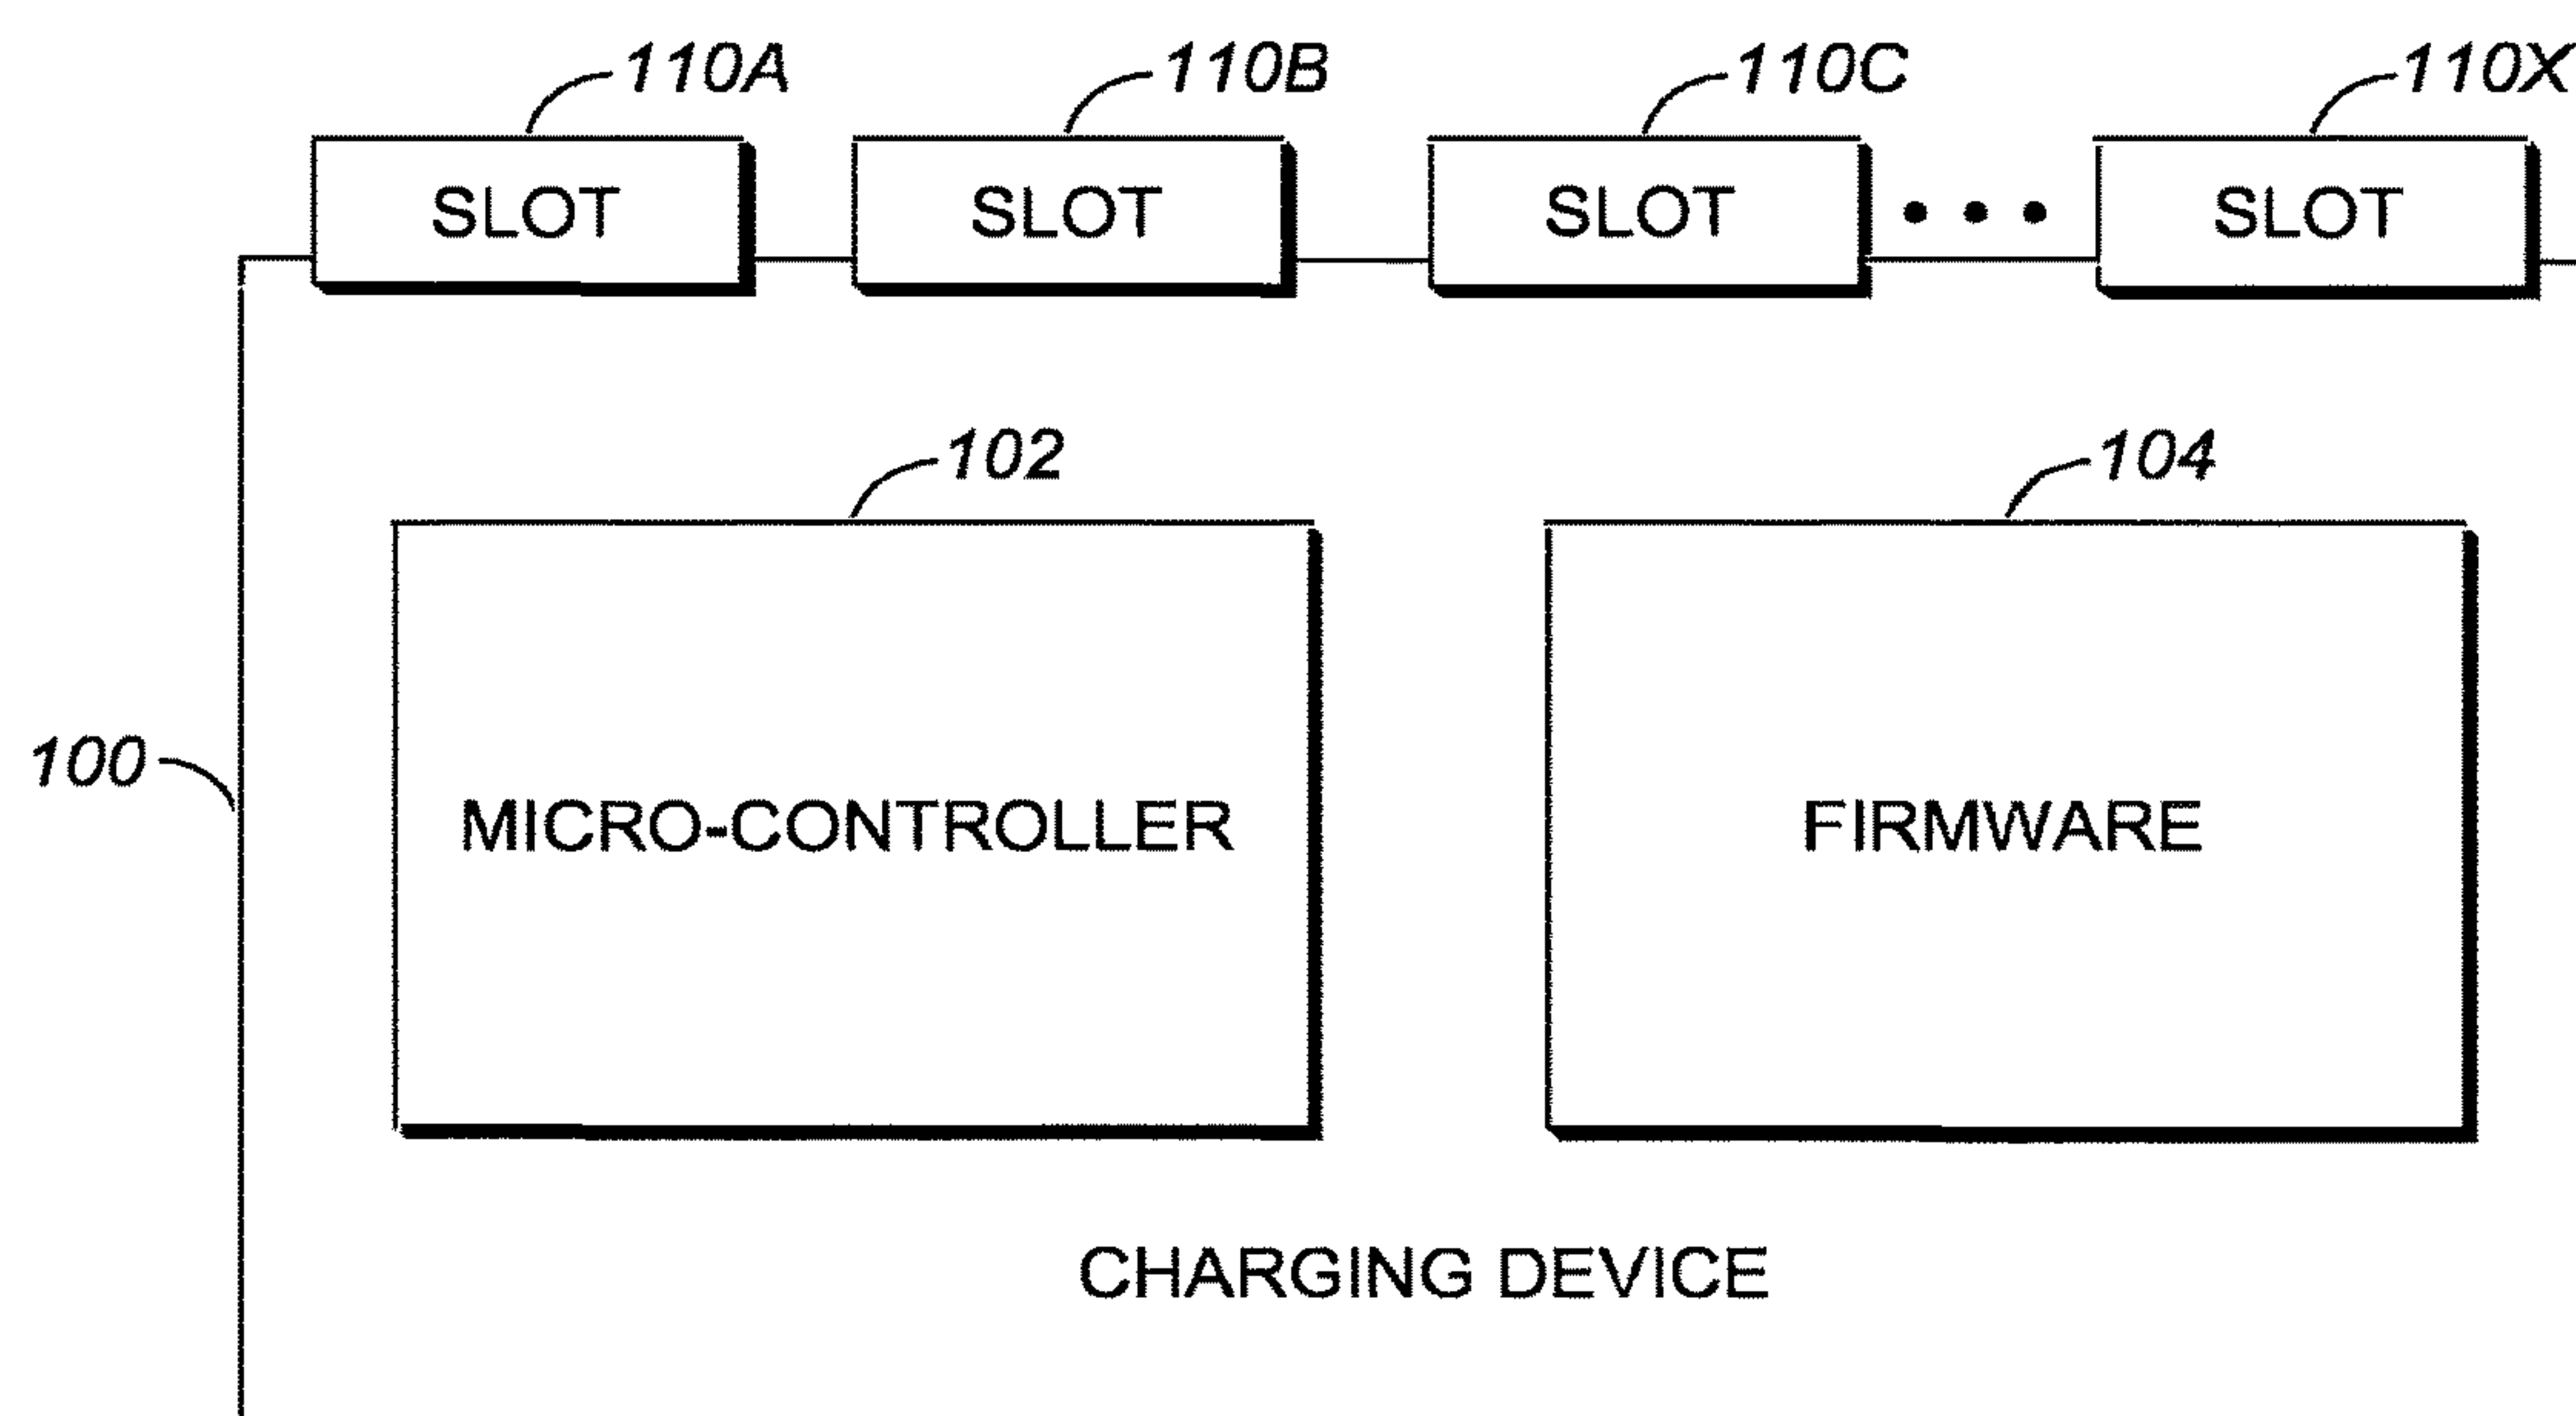 110A 110B 110C 110X
SLOT SLOT SLOT • • • SLOT
102 104
100
MICRO-CONTROLLER FIRMWARE
CHARGING DEVICE